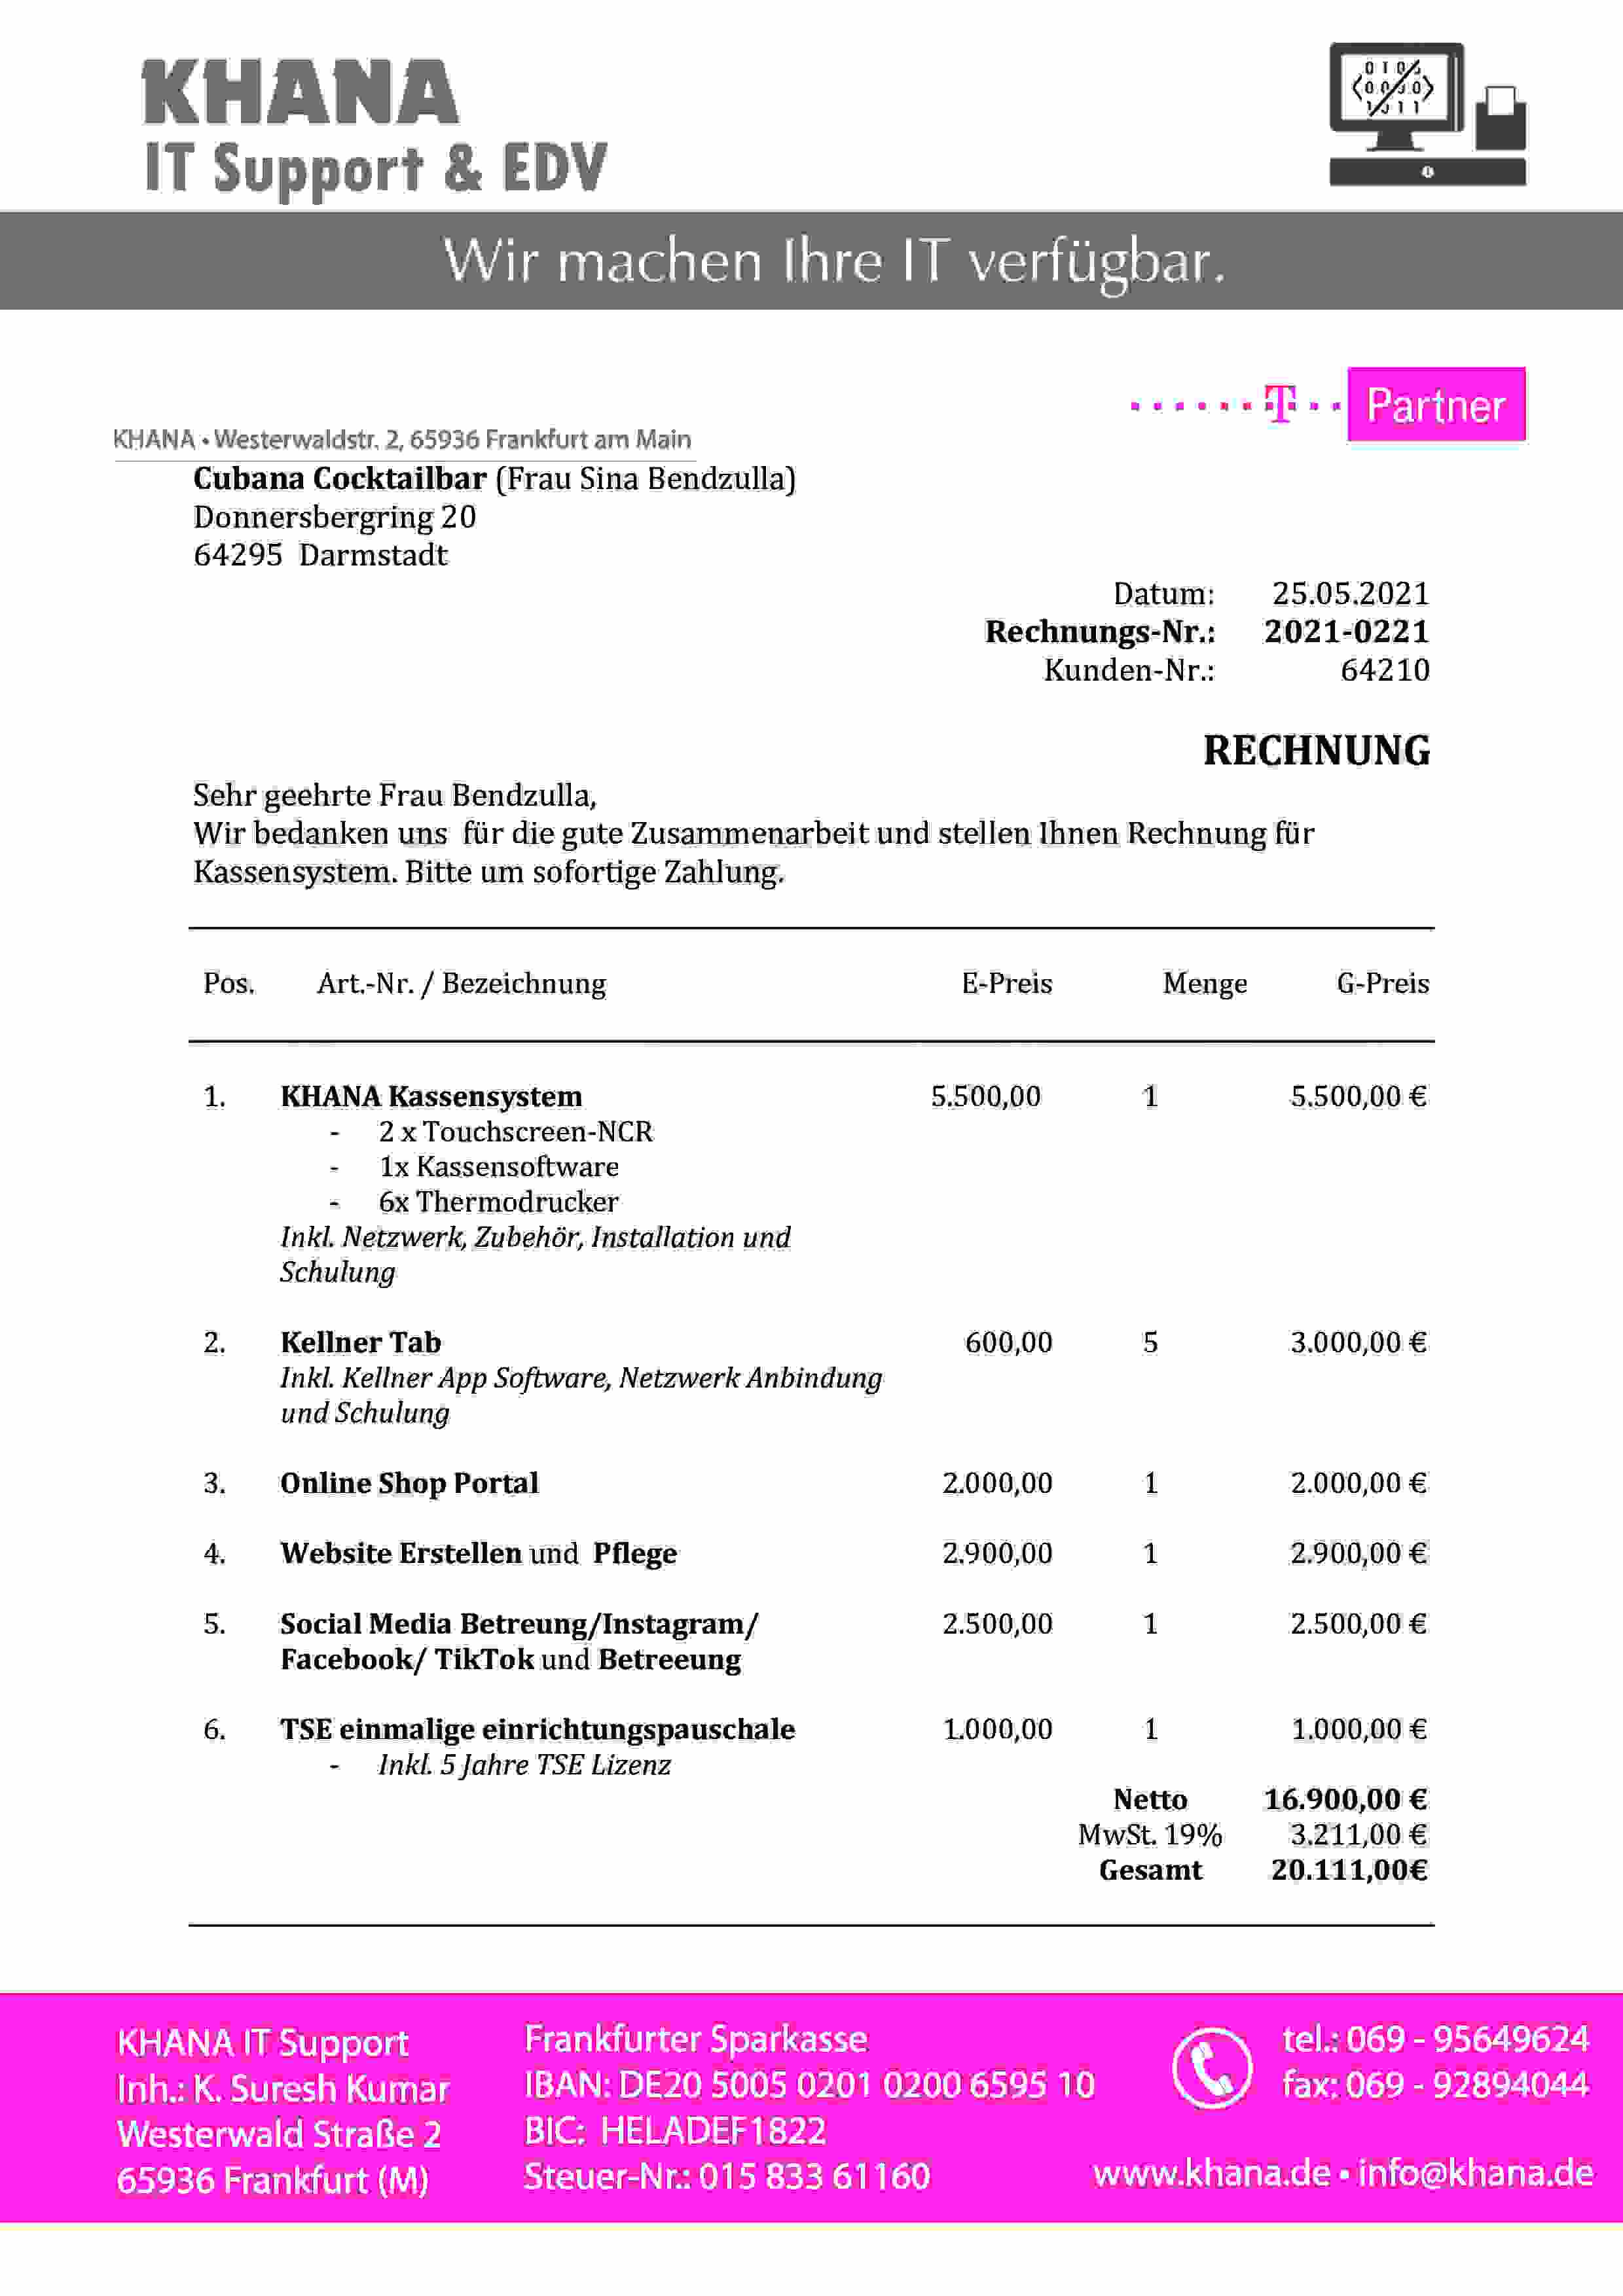 KHANA
IT Support & EDV
Wir machen Ihre IT verfügbar.
T Partner
KHANA • Westerwaldstr. 2, 65936 Frankfurt am Main
Cubana Cocktailbar (Frau Sina Bendzulla)
Donnersbergring 20
64295 Darmstadt
Datum: 25.05.2021
Rechnungs-Nr.: 2021-0221
Kunden-Nr.: 64210
RECHNUNG
Sehr geehrte Frau Bendzulla,
Wir bedanken uns für die gute Zusammenarbeit und stellen Ihnen Rechnung für
Kassensystem. Bitte um sofortige Zahlung.
Pos. Art.-Nr. / Bezeichnung E-Preis Menge G-Preis
1. KHANA Kassensystem 5.500,00 1 5.500,00 €
- 2 x Touchscreen-NCR
- 1x Kassensoftware
- 6x Thermodrucker
Inkl. Netzwerk, Zubehör, Installation und
Schulung
2. Kellner Tab 600,00 5 3.000,00 €
Inkl. Kellner App Software, Netzwerk Anbindung
und Schulung
3. Online Shop Portal 2.000,00 1 2.000,00 €
4. Website Erstellen und Pflege 2.900,00 1 2.900,00 €
5. Social Media Betreung/Instagram/ 2.500,00 1 2.500,00 €
Facebook/ TikTok und Betreeung
6. TSE einmalige einrichtungspauschale 1.000,00 1 1.000,00 €
- Inkl. 5 Jahre TSE Lizenz
Netto 16.900,00 €
MwSt. 19% 3.211,00 €
Gesamt 20.111,00€
KHANA IT Support
Inh.: K. Suresh Kumar
Westerwald Straße 2
65936 Frankfurt (M)
Frankfurter Sparkasse
IBAN: DE20 5005 0201 0200 6595 10
BIC: HELADEF1822
Steuer-Nr.: 015 833 61160
tel.: 069 - 95649624
fax: 069 - 92894044
www.khana.de • info@khana.de